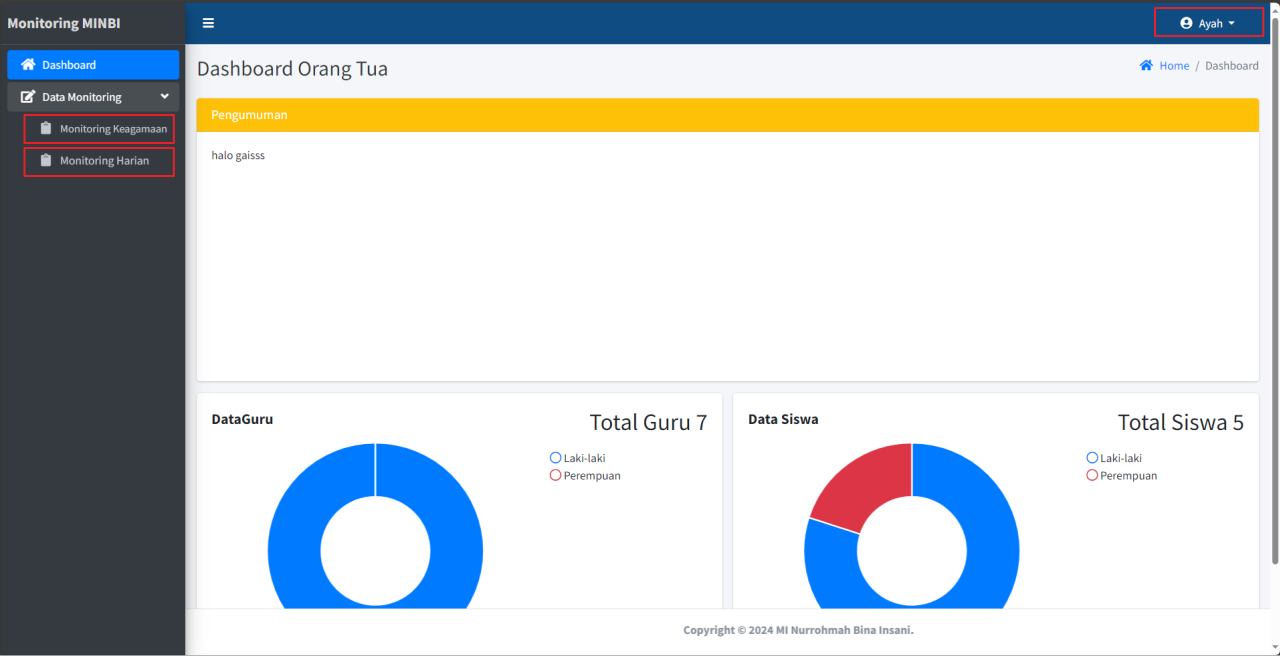 Monitoring MINBI
Ayah
Dashboard
Data Monitoring
Monitoring Keagamaan
Monitoring Harian
Dashboard Orang Tua
Home / Dashboard
Pengumuman
halo gaisss
DataGuru
Total Guru 7
Laki-laki
Perempuan
Data Siswa
Total Siswa 5
Laki-laki
Perempuan
Copyright © 2024 MI Nurrohmah Bina Insani.